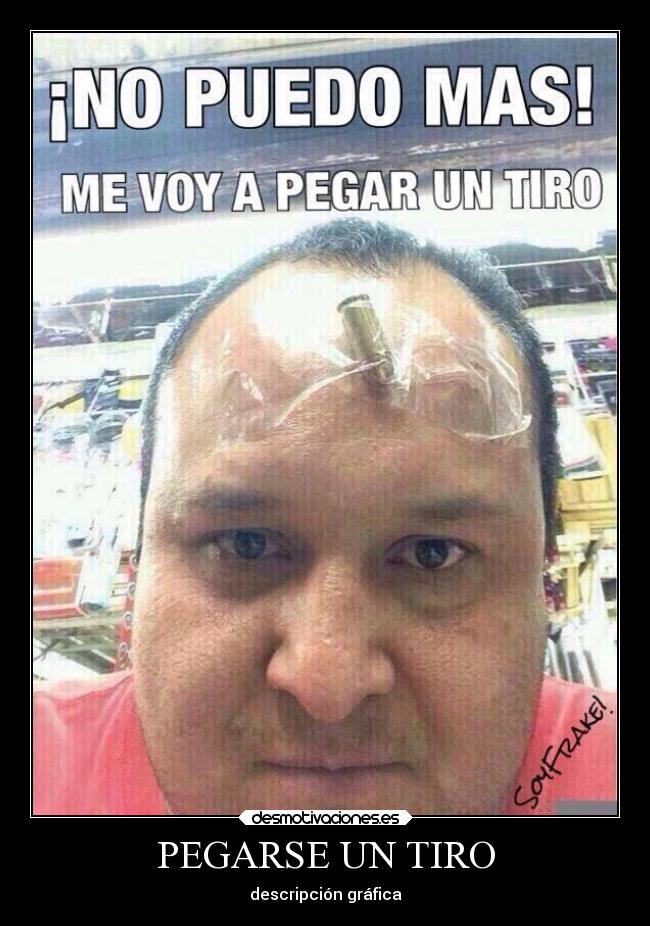 ¡NO PUEDO MAS!
ME VOY A PEGAR UN TIRO
SOYFRAKE!
desmotivaciones.es
PEGARSE UN TIRO
descripción gráfica